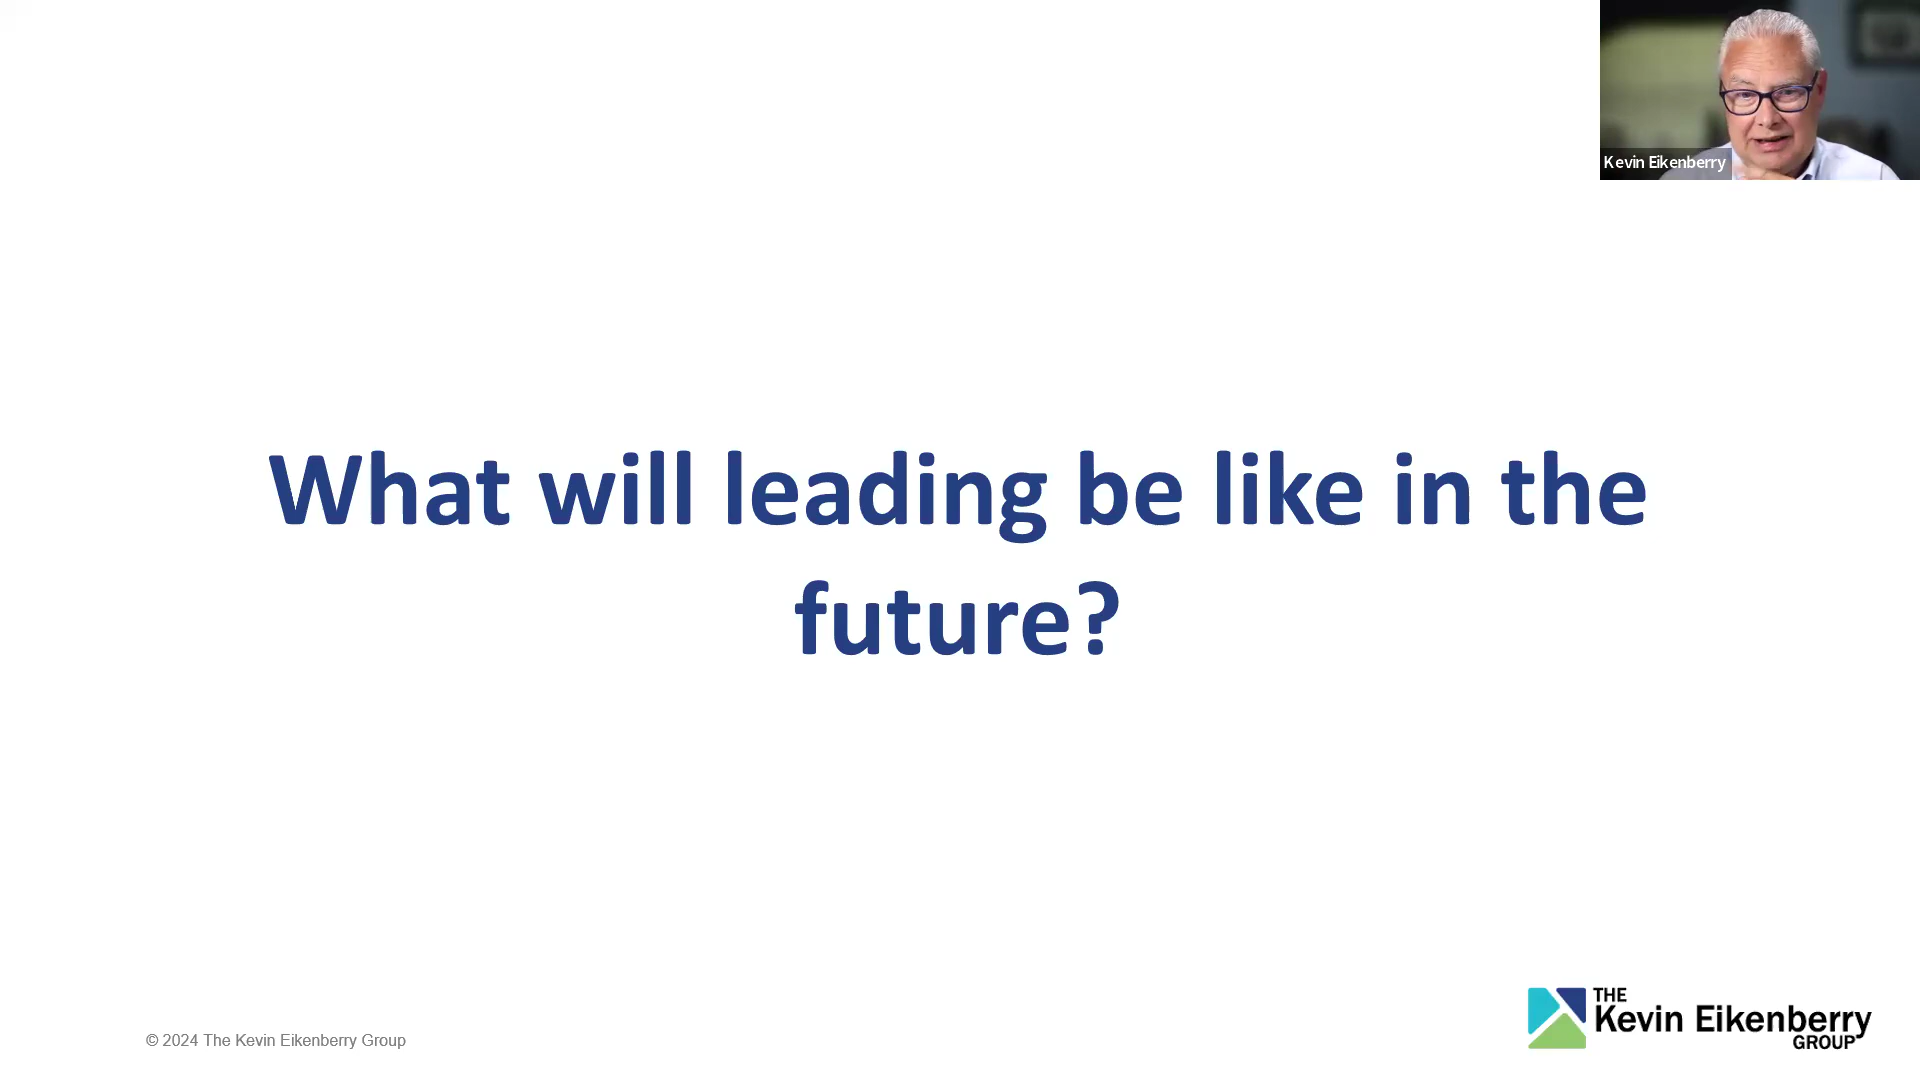 Kevin Eikenberry
What will leading be like in the
future?
© 2024 The Kevin Eikenberry Group
THE
Kevin Eikenberry
GROUP